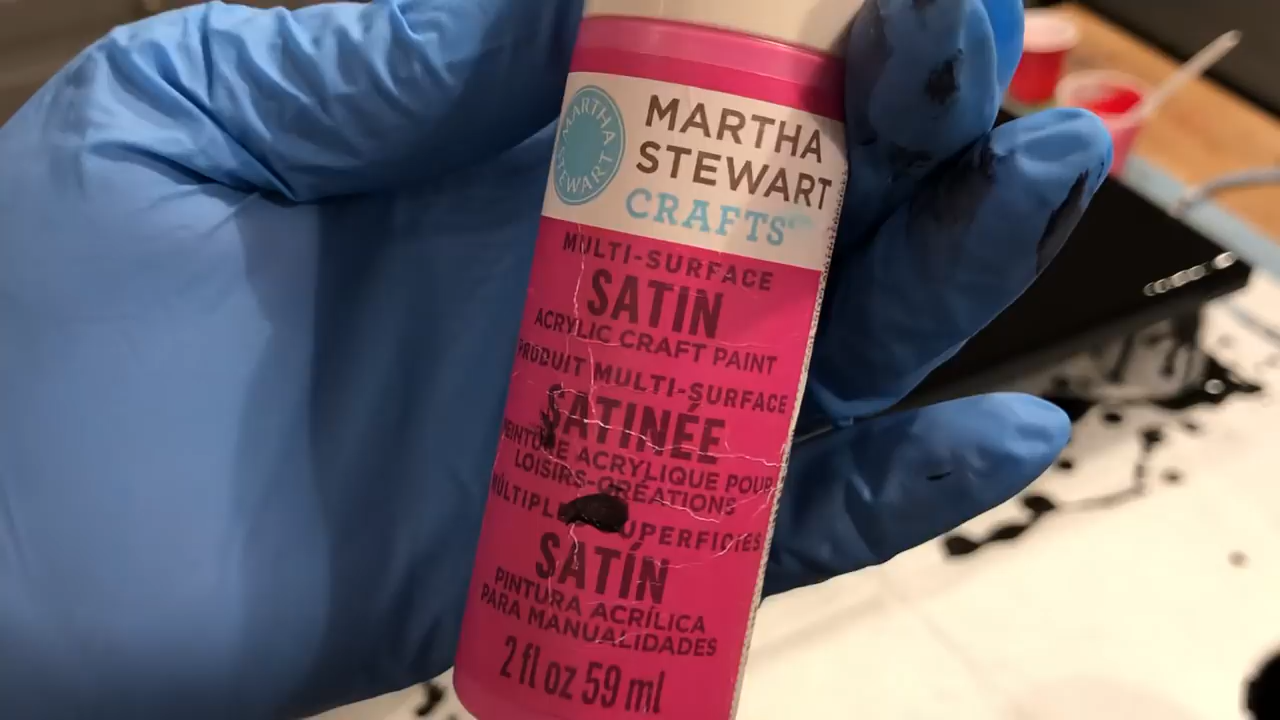 MARTHA
STEWART
MARTHA
STEWART
CRAFTS
MULTI-SURFACE
SATIN
ACRYLIC CRAFT PAINT
PRODUIT MULTI-SURFACE
SATINÉE
PEINTURE ACRYLIQUE POUR
LOISIRS-CRÉATIONS
SATÍN
PINTURA ACRÍLICA
PARA MANUALIDADES
2 fl oz 59 ml